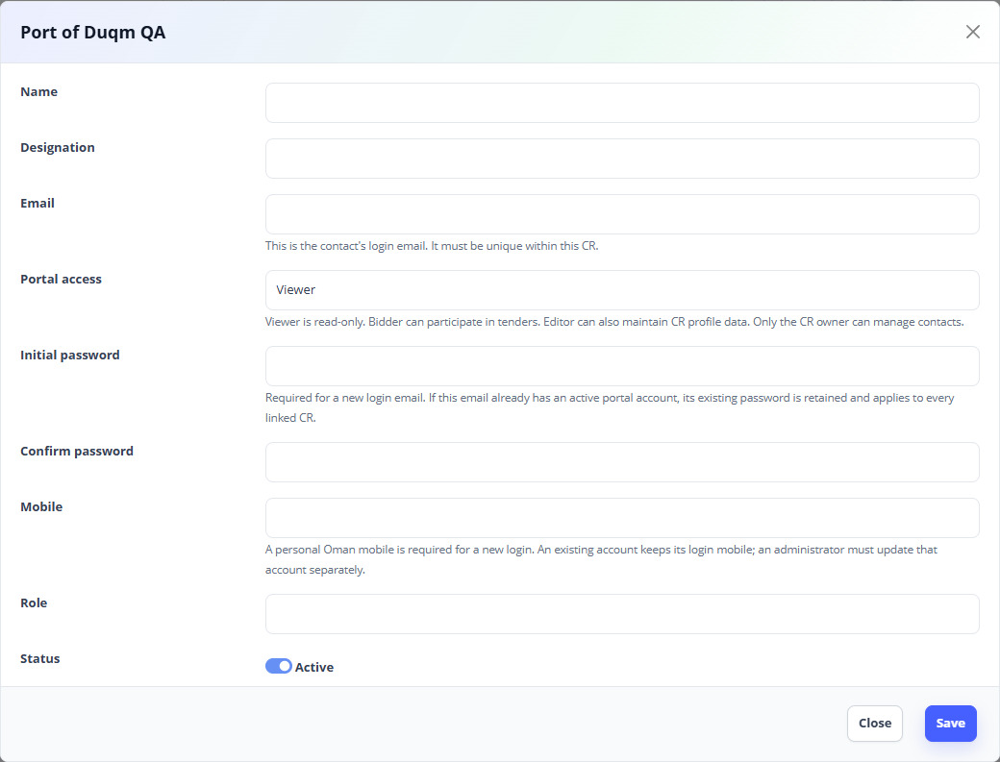 Port of Duqm QA
Name
Designation
Email
This is the contact's login email. It must be unique within this CR.
Portal access
Viewer
Viewer is read-only. Bidder can participate in tenders. Editor can also maintain CR profile data. Only the CR owner can manage contacts.
Initial password
Required for a new login email. If this email already has an active portal account, its existing password is retained and applies to every
linked CR.
Confirm password
Mobile
A personal Oman mobile is required for a new login. An existing account keeps its login mobile; an administrator must update that
account separately.
Role
Status
Active
Close
Save